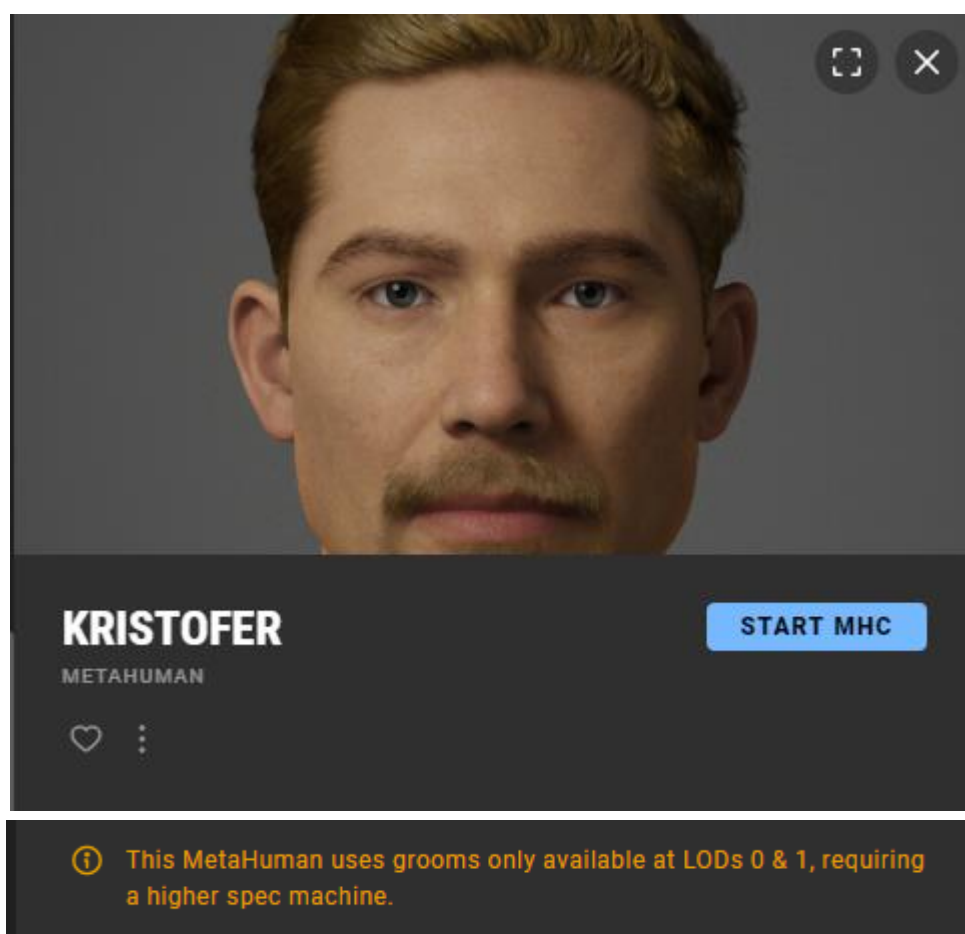 KRISTOFER
START MHC
METAHUMAN
This MetaHuman uses grooms only available at LODs 0 & 1, requiring
a higher spec machine.